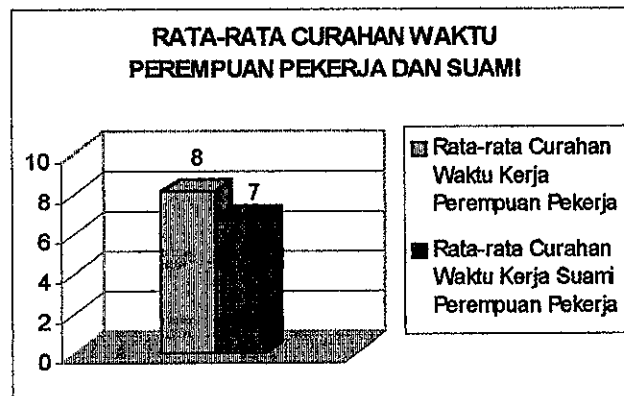 RATA-RATA CURAHAN WAKTU
PEREMPUAN PEKERJA DAN SUAMI
10
8
6
4
2
0
8
7
Rata-rata Curahan
Waktu Kerja
Perempuan Pekerja
Rata-rata Curahan
Waktu Kerja Suami
Perempuan Pekerja